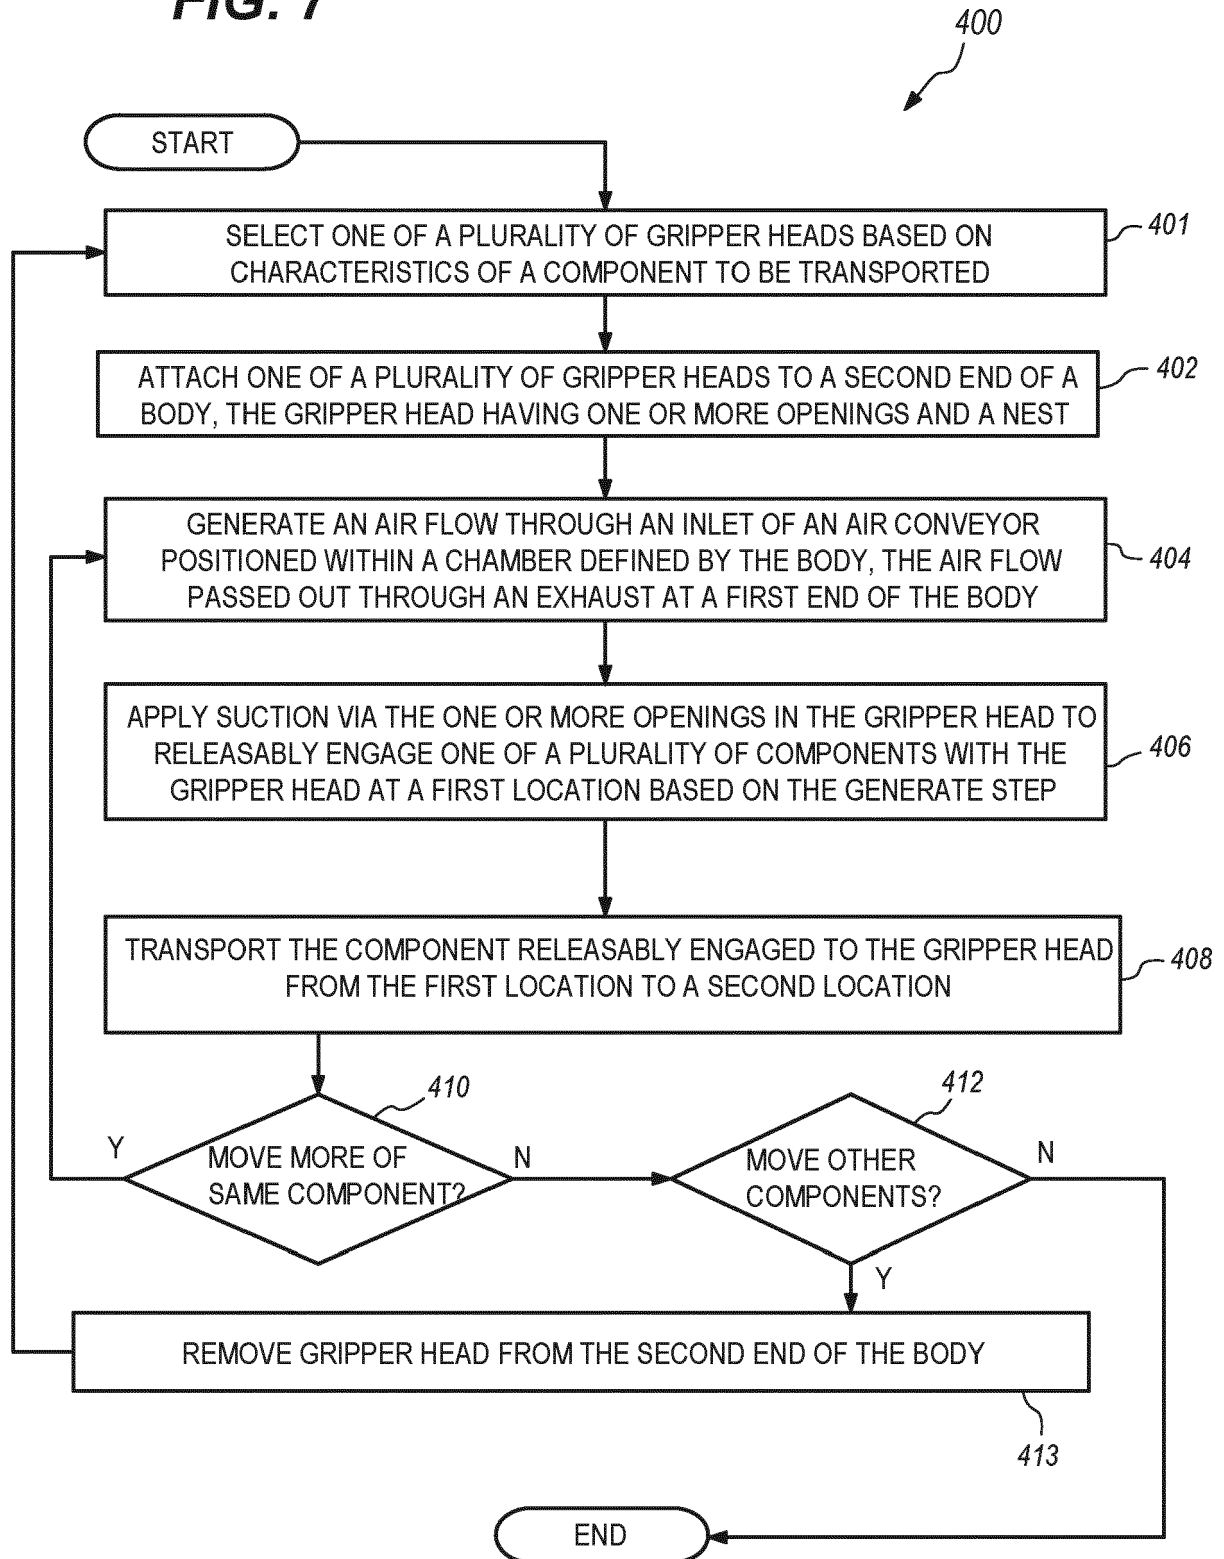 FIG. 7
400
START
SELECT ONE OF A PLURALITY OF GRIPPER HEADS BASED ON
CHARACTERISTICS OF A COMPONENT TO BE TRANSPORTED
401
ATTACH ONE OF A PLURALITY OF GRIPPER HEADS TO A SECOND END OF A
BODY, THE GRIPPER HEAD HAVING ONE OR MORE OPENINGS AND A NEST
402
GENERATE AN AIR FLOW THROUGH AN INLET OF AN AIR CONVEYOR
POSITIONED WITHIN A CHAMBER DEFINED BY THE BODY, THE AIR FLOW
PASSED OUT THROUGH AN EXHAUST AT A FIRST END OF THE BODY
404
APPLY SUCTION VIA THE ONE OR MORE OPENINGS IN THE GRIPPER HEAD TO
RELEASABLY ENGAGE ONE OF A PLURALITY OF COMPONENTS WITH THE
GRIPPER HEAD AT A FIRST LOCATION BASED ON THE GENERATE STEP
406
TRANSPORT THE COMPONENT RELEASABLY ENGAGED TO THE GRIPPER HEAD
FROM THE FIRST LOCATION TO A SECOND LOCATION
408
410
Y
MOVE MORE OF
SAME COMPONENT?
N
412
MOVE OTHER
COMPONENTS?
N
Y
REMOVE GRIPPER HEAD FROM THE SECOND END OF THE BODY
413
END